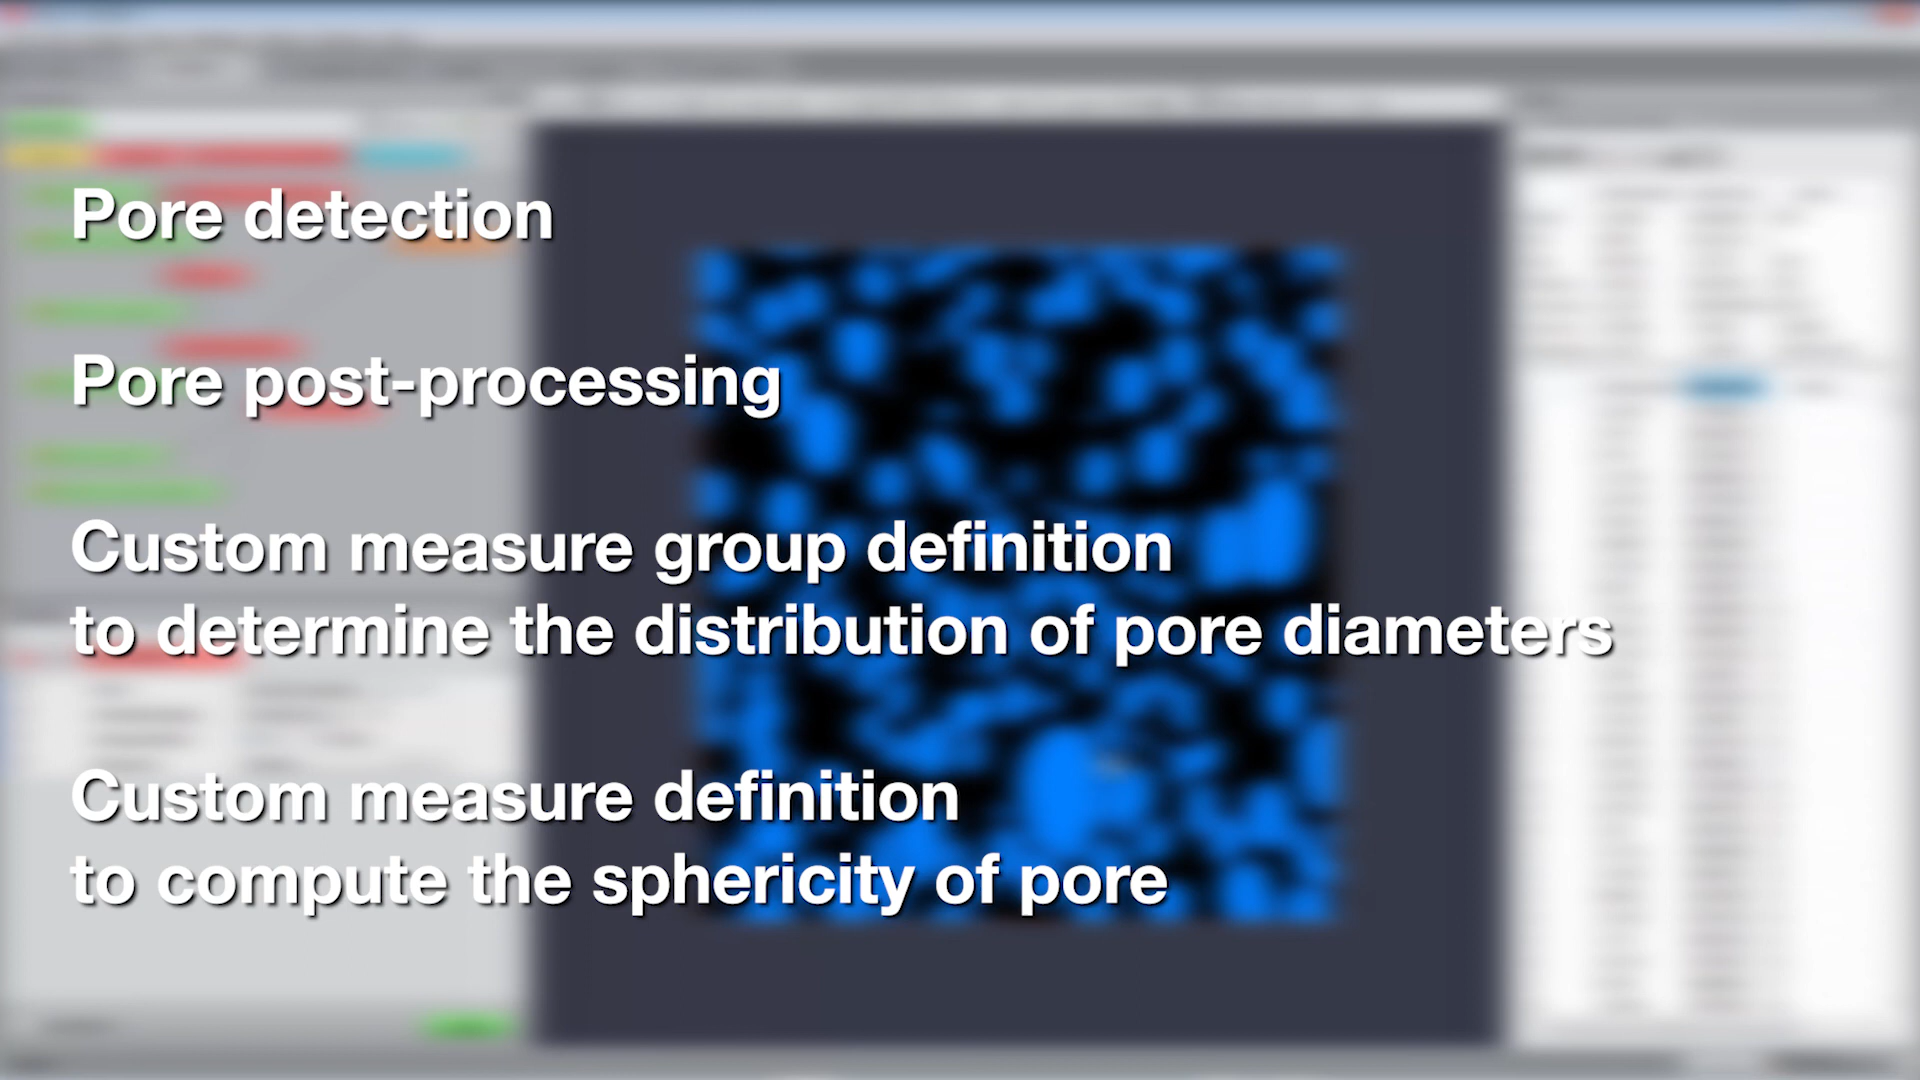 Pore detection
Pore post-processing
Custom measure group definition
to determine the distribution of pore diameters
Custom measure definition
to compute the sphericity of pore